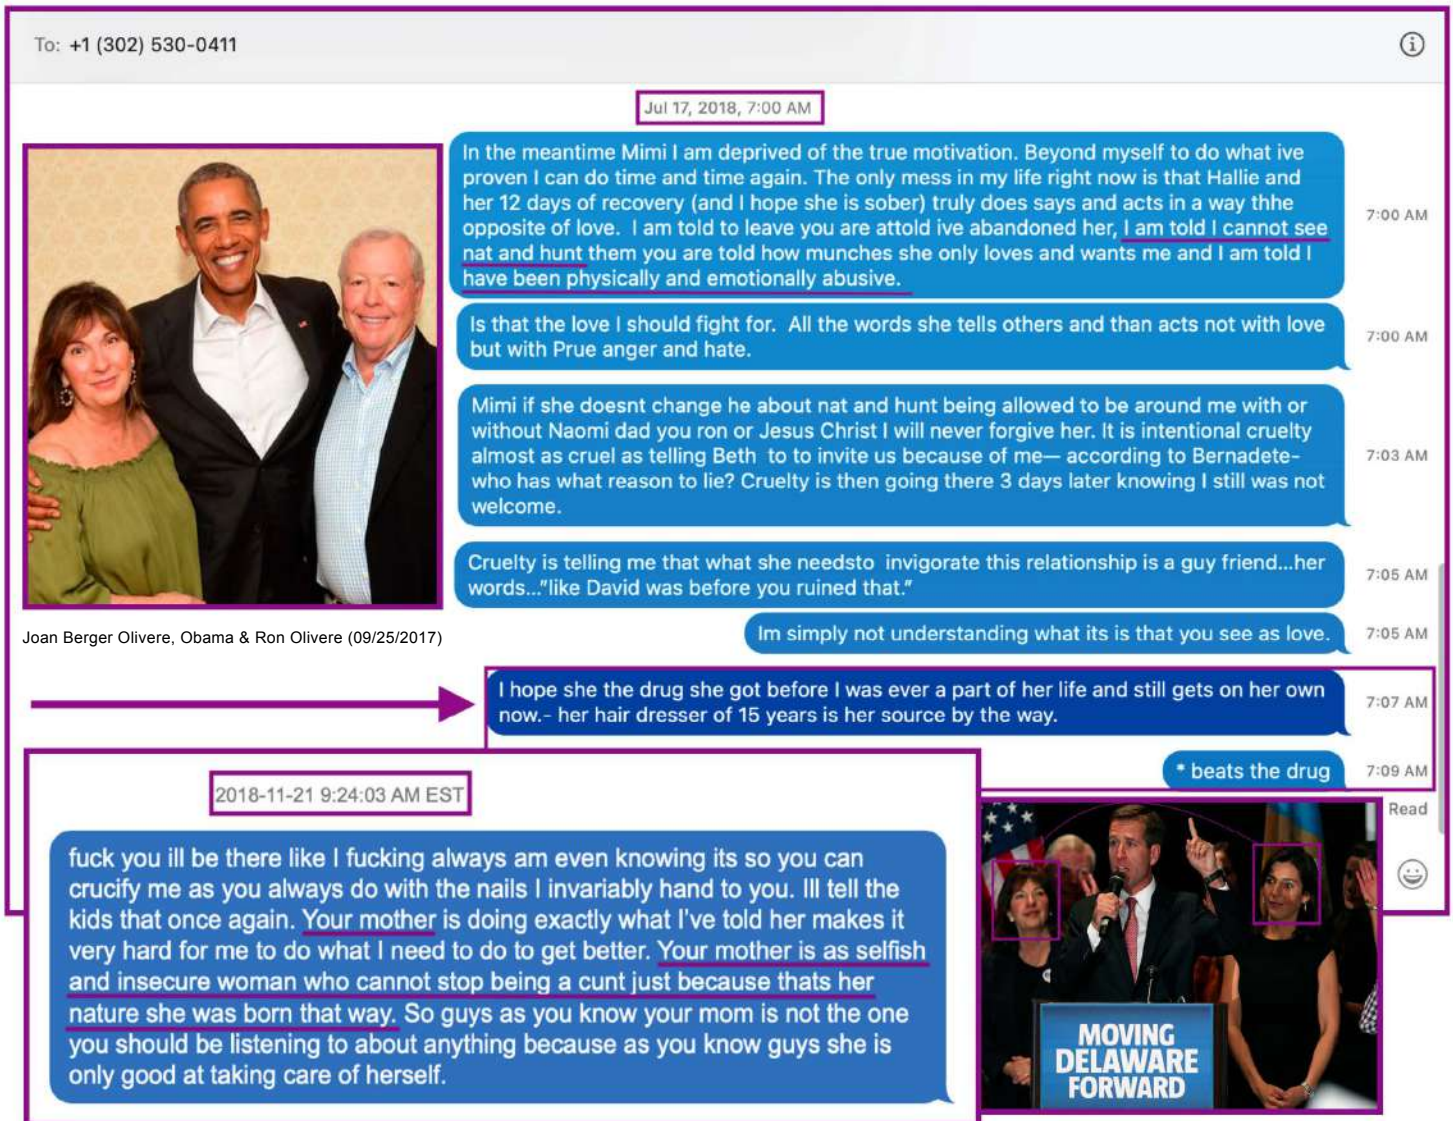 To: +1 (302) 530-0411
Jul 17, 2018, 7:00 AM
In the meantime Mimi I am deprived of the true motivation. Beyond myself to do what ive
proven I can do time and time again. The only mess in my life right now is that Hallie and
her 12 days of recovery (and I hope she is sober) truly does says and acts in a way thhe
opposite of love. I am told to leave you are attold ive abandoned her, I am told I cannot see
nat and hunt them you are told how munches she only loves and wants me and I am told I
have been physically and emotionally abusive.
7:00 AM
Is that the love I should fight for. All the words she tells others and than acts not with love
but with Prue anger and hate.
7:00 AM
Mimi if she doesnt change he about nat and hunt being allowed to be around me with or
without Naomi dad you ron or Jesus Christ I will never forgive her. It is intentional cruelty
almost as cruel as telling Beth to to invite us because of me— according to Bernadete-
who has what reason to lie? Cruelty is then going there 3 days later knowing I still was not
welcome.
7:03 AM
Cruelty is telling me that what she needsto invigorate this relationship is a guy friend...her
words..."like David was before you ruined that."
7:05 AM
Joan Berger Olivere, Obama & Ron Olivere (09/25/2017)
Im simply not understanding what its is that you see as love.
7:05 AM
I hope she the drug she got before I was ever a part of her life and still gets on her own
now.- her hair dresser of 15 years is her source by the way.
7:07 AM
* beats the drug
7:09 AM
Read
2018-11-21 9:24:03 AM EST
fuck you ill be there like I fucking always am even knowing its so you can
crucify me as you always do with the nails I invariably hand to you. Ill tell the
kids that once again. Your mother is doing exactly what I've told her makes it
very hard for me to do what I need to do to get better. Your mother is as selfish
and insecure woman who cannot stop being a cunt just because thats her
nature she was born that way. So guys as you know your mom is not the one
you should be listening to about anything because as you know guys she is
only good at taking care of herself.
MOVING
DELAWARE
FORWARD